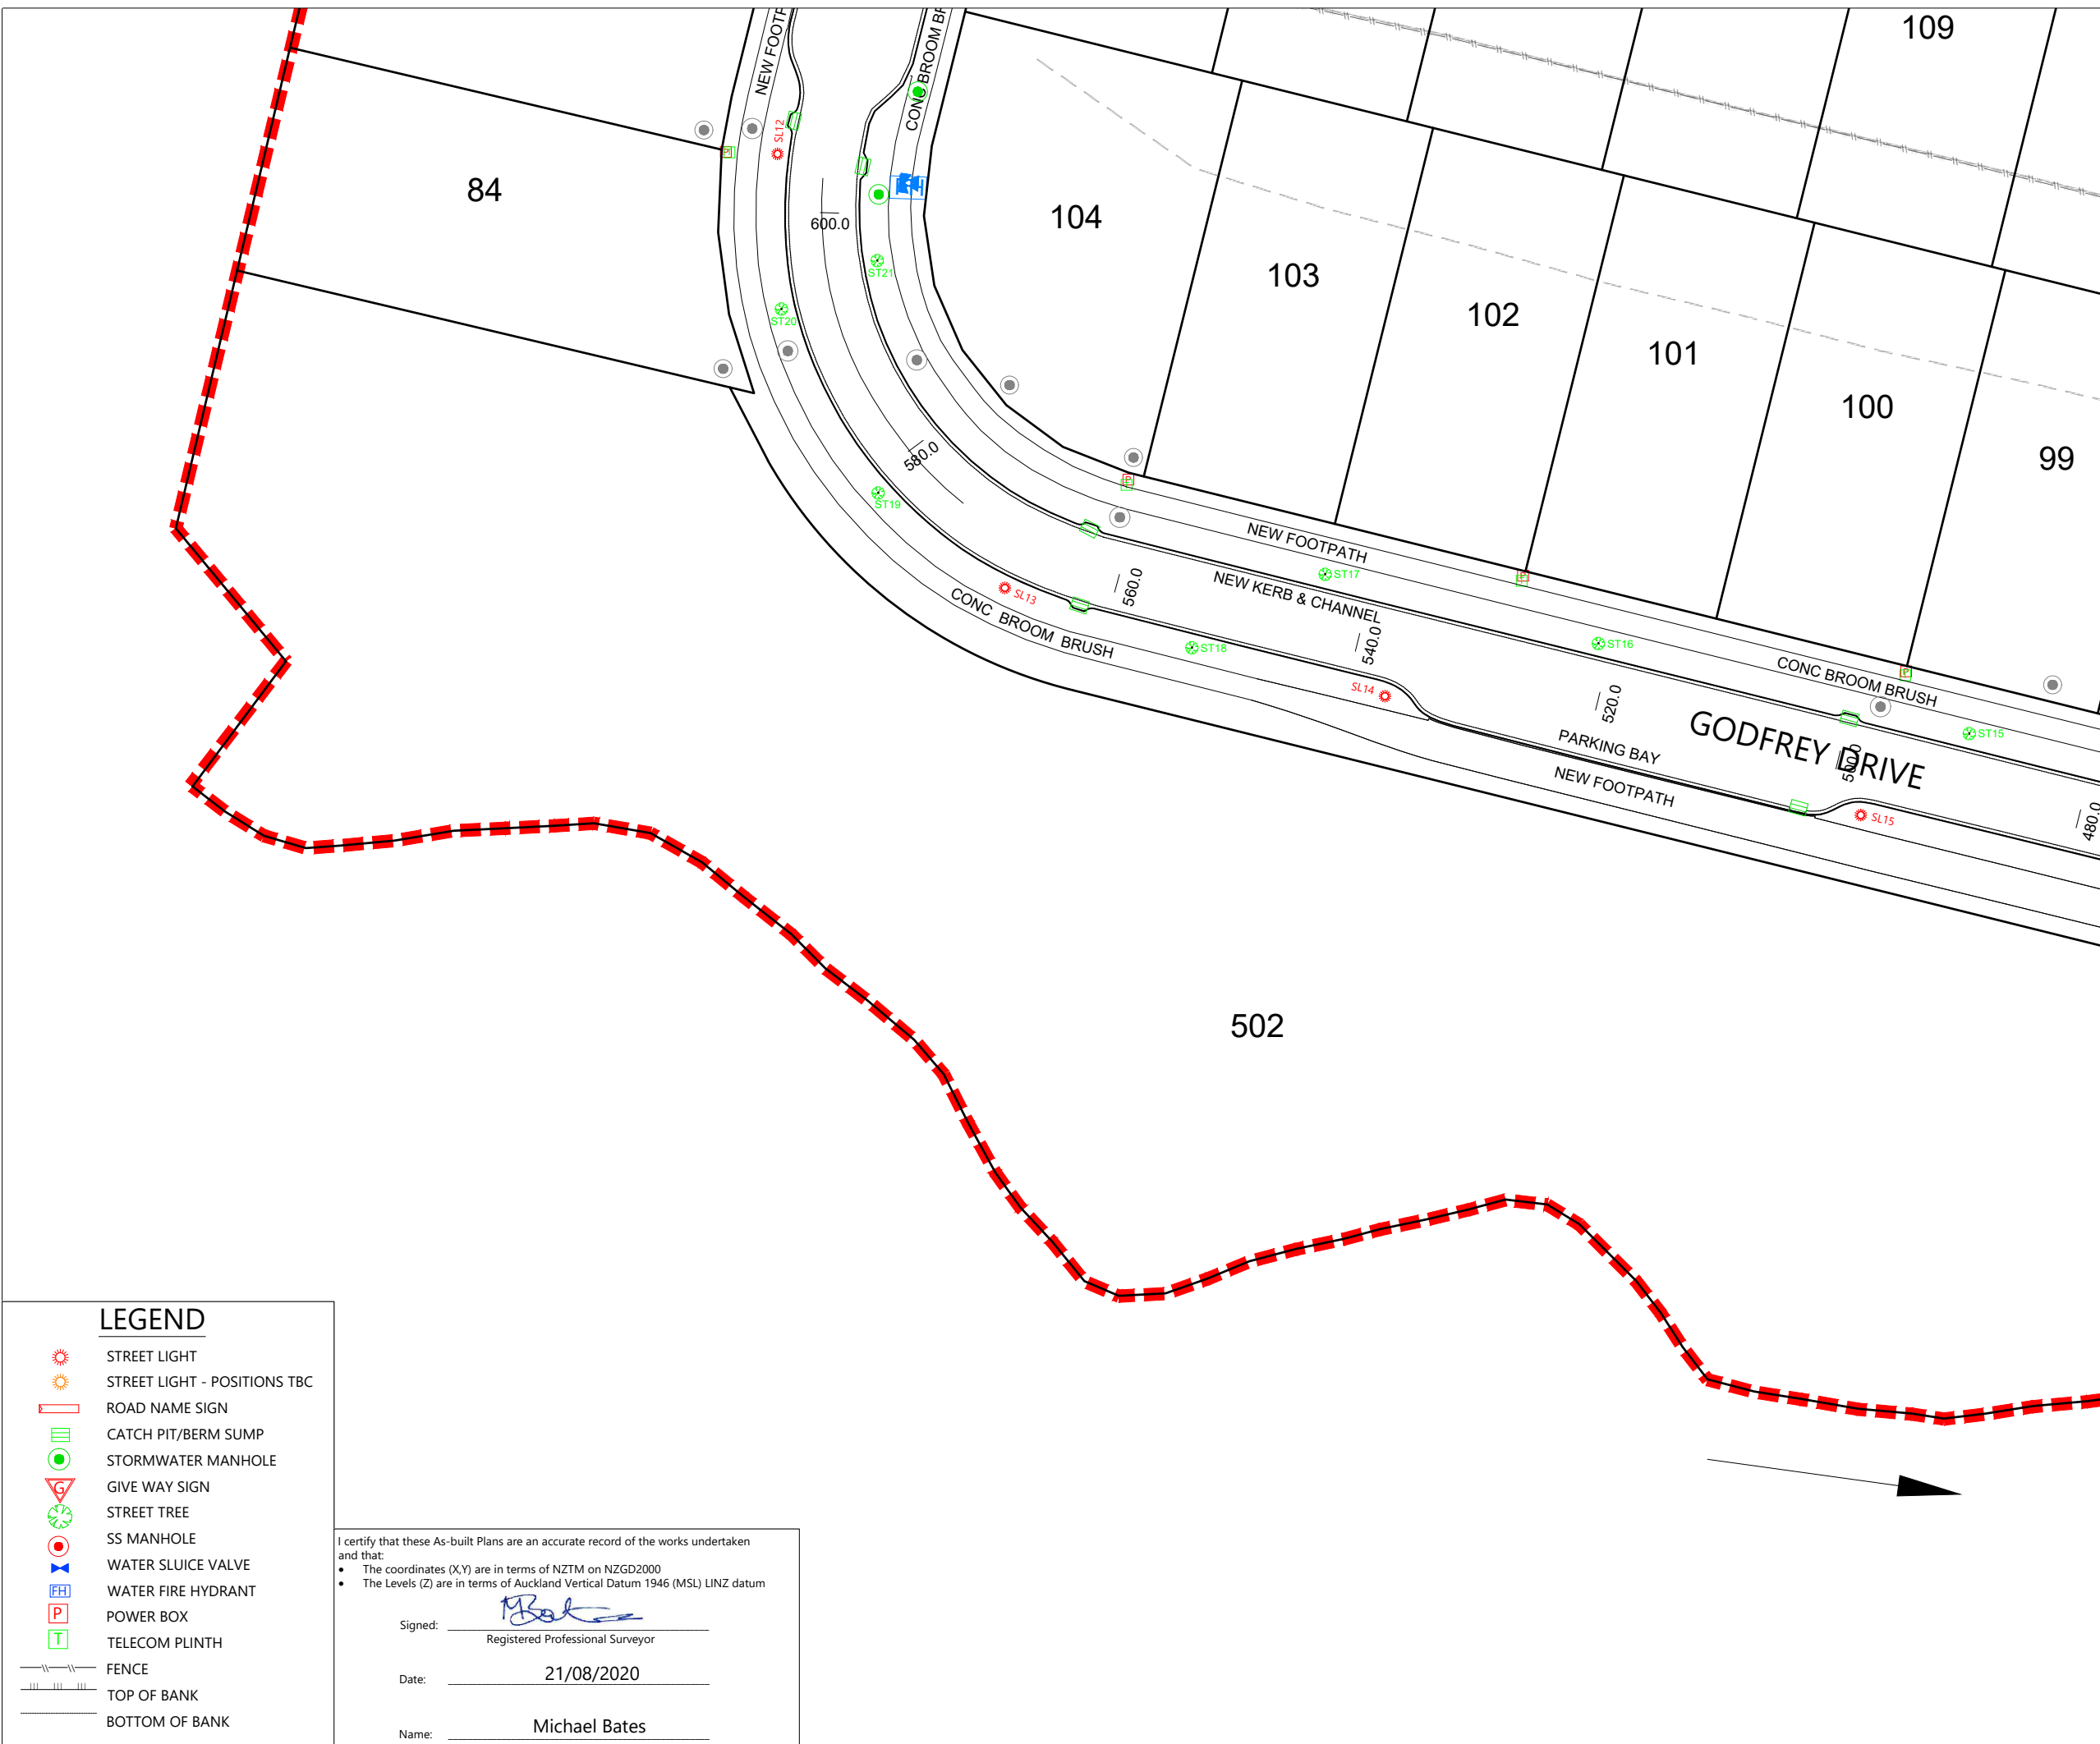 109
NEW FOOTP
CONC BROOM BR
SL12
84
104
600.0
103
ST21
102
ST20
101
100
580.0
99
P
P
P
P
ST19
NEW FOOTPATH
ST17
560.0
NEW KERB & CHANNEL
SL13
CONC BROOM BRUSH
ST18
540.0
ST16
CONC BROOM BRUSH
SL14
520.0
GODFREY DRIVE
ST15
PARKING BAY
500.0
NEW FOOTPATH
SL15
480.0
502
LEGEND
STREET LIGHT
STREET LIGHT - POSITIONS TBC
ROAD NAME SIGN
CATCH PIT/BERM SUMP
STORMWATER MANHOLE
G GIVE WAY SIGN
STREET TREE
SS MANHOLE
WATER SLUICE VALVE
FH WATER FIRE HYDRANT
P POWER BOX
T TELECOM PLINTH
FENCE
TOP OF BANK
BOTTOM OF BANK
I certify that these As-built Plans are an accurate record of the works undertaken
and that:
• The coordinates (X,Y) are in terms of NZTM on NZGD2000
• The Levels (Z) are in terms of Auckland Vertical Datum 1946 (MSL) LINZ datum
Signed: MBates
Registered Professional Surveyor
Date: 21/08/2020
Name: Michael Bates